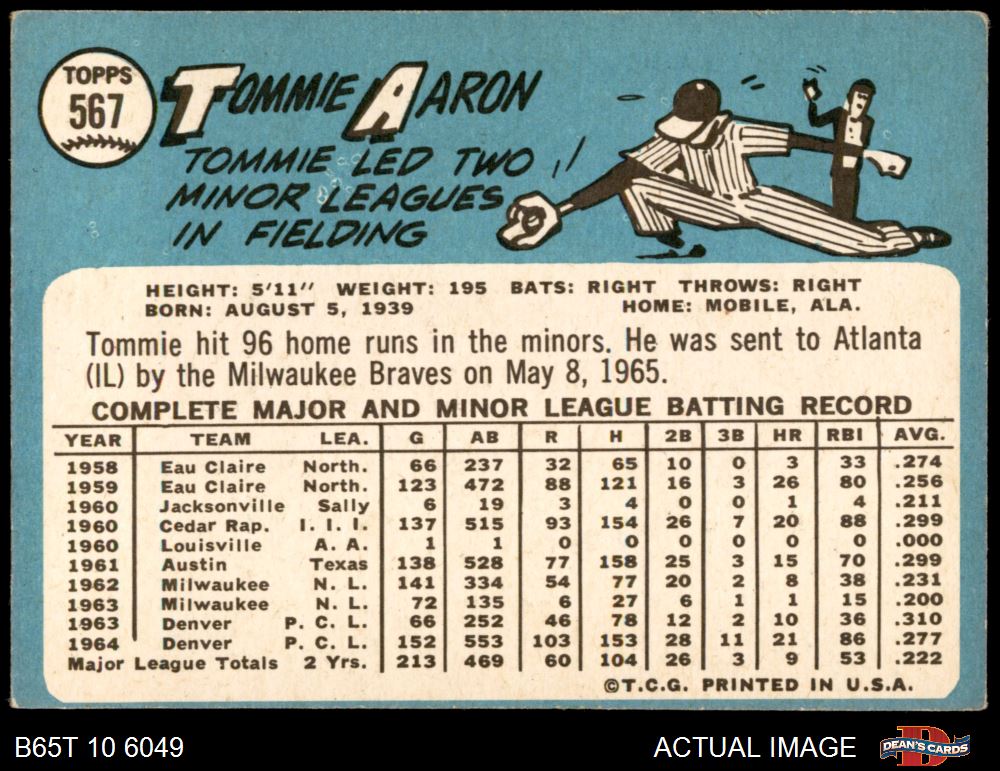 TOPPS
567
TOMMIE AARON
TOMMIE LED TWO
MINOR LEAGUES
IN FIELDING
HEIGHT: 5'11" WEIGHT: 195 BATS: RIGHT THROWS: RIGHT
BORN: AUGUST 5, 1939 HOME: MOBILE, ALA.
Tommie hit 96 home runs in the minors. He was sent to Atlanta
(IL) by the Milwaukee Braves on May 8, 1965.
COMPLETE MAJOR AND MINOR LEAGUE BATTING RECORD
YEAR TEAM LEA. G AB R H 2B 3B HR RBI AVG.
1958 Eau Claire North. 66 237 32 65 10 0 3 33 .274
1959 Eau Claire North. 123 472 88 121 16 3 26 80 .256
1960 Jacksonville Sally 6 19 3 4 0 0 1 4 .211
1960 Cedar Rap. I. I. I. 137 515 93 154 26 7 20 88 .299
1960 Louisville A. A. 1 1 0 0 0 0 0 0 .000
1961 Austin Texas 138 528 77 158 25 3 15 70 .299
1962 Milwaukee N. L. 141 334 54 77 20 2 8 38 .231
1963 Milwaukee N. L. 72 135 6 27 6 1 1 15 .200
1963 Denver P. C. L. 66 252 46 78 12 2 10 36 .310
1964 Denver P. C. L. 152 553 103 153 28 11 21 86 .277
Major League Totals 2 Yrs. 213 469 60 104 26 3 9 53 .222
©T.C.G. PRINTED IN U.S.A.
B65T 10 6049 ACTUAL IMAGE DEAN'S CARDS